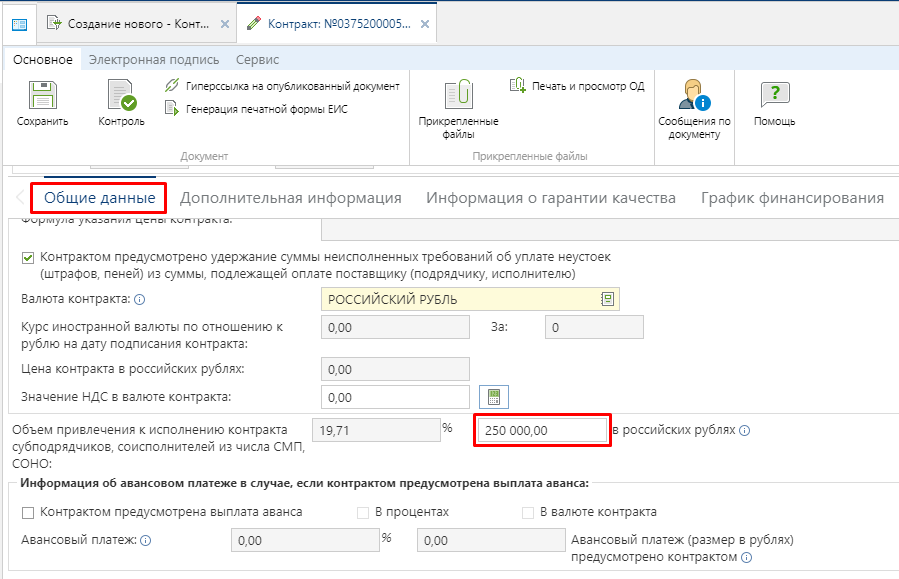 Создание нового - Конт...
Контракт: №0375200005...
Основное
Электронная подпись
Сервис
Сохранить
Контроль
Гиперссылка на опубликованный документ
Генерация печатной формы ЕИС
Документ
Прикрепленные
файлы
Печать и просмотр ОД
Прикрепленные файлы
Сообщения по
документу
Помощь
Общие данные
Дополнительная информация
Информация о гарантии качества
График финансирования
Формула указания цены контракта:
Контрактом предусмотрено удержание суммы неисполненных требований об уплате неустоек
(штрафов, пеней) из суммы, подлежащей оплате поставщику (подрядчику, исполнителю)
Валюта контракта:
РОССИЙСКИЙ РУБЛЬ
Курс иностранной валюты по отношению к
рублю на дату подписания контракта:
0,00
За:
0
Цена контракта в российских рублях:
0,00
Значение НДС в валюте контракта:
0,00
Объем привлечения к исполнению контракта
субподрядчиков, соисполнителей из числа СМП,
СОНО:
19,71
%
250 000,00
в российских рублях
Информация об авансовом платеже в случае, если контрактом предусмотрена выплата аванса:
Контрактом предусмотрена выплата аванса
В процентах
В валюте контракта
Авансовый платеж:
0,00
%
0,00
Авансовый платеж (размер в рублях)
предусмотрено контрактом